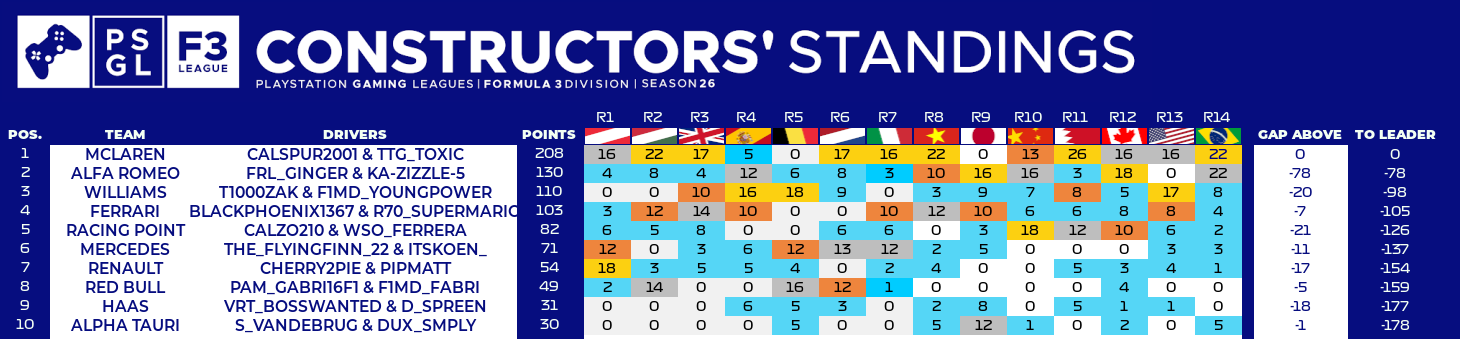 PS
GL
F3
LEAGUE
CONSTRUCTORS' STANDINGS
PLAYSTATION GAMING LEAGUES | FORMULA 3 DIVISION | SEASON 26
R1 R2 R3 R4 R5 R6 R7 R8 R9 R10 R11 R12 R13 R14
POS. TEAM DRIVERS POINTS GAP ABOVE TO LEADER
1 MCLAREN CALSPUR2001 & TTG_TOXIC 208 16 22 17 5 0 17 16 22 0 13 26 16 16 22 0 0
2 ALFA ROMEO FRL_GINGER & KA-ZIZZLE-5 130 4 8 4 12 6 8 3 10 16 16 3 18 0 22 -78 -78
3 WILLIAMS T1000ZAK & F1MD_YOUNGPOWER 110 0 0 10 16 18 9 0 3 9 7 8 5 17 8 -20 -98
4 FERRARI BLACKPHOENIX1367 & R70_SUPERMARIO 103 3 12 14 10 0 0 10 12 10 6 6 8 8 4 -7 -105
5 RACING POINT CALZO210 & WSO_FERRERA 82 6 5 8 0 0 6 6 0 3 18 12 10 6 2 -21 -126
6 MERCEDES THE_FLYINGFINN_22 & ITSKOEN_ 71 12 0 3 6 12 13 12 2 5 0 0 0 3 3 -11 -137
7 RENAULT CHERRY2PIE & PIPMATT 54 18 3 5 5 4 0 2 4 0 0 5 3 4 1 -17 -154
8 RED BULL PAM_GABRI16F1 & F1MD_FABRI 49 2 14 0 0 16 12 1 0 0 0 0 4 0 0 -5 -159
9 HAAS VRT_BOSSWANTED & D_SPREEN 31 0 0 0 6 5 3 0 2 8 0 5 1 1 0 -18 -177
10 ALPHA TAURI S_VANDEBRUG & DUX_SMPLY 30 0 0 0 0 5 0 0 5 12 1 0 2 0 5 -1 -178